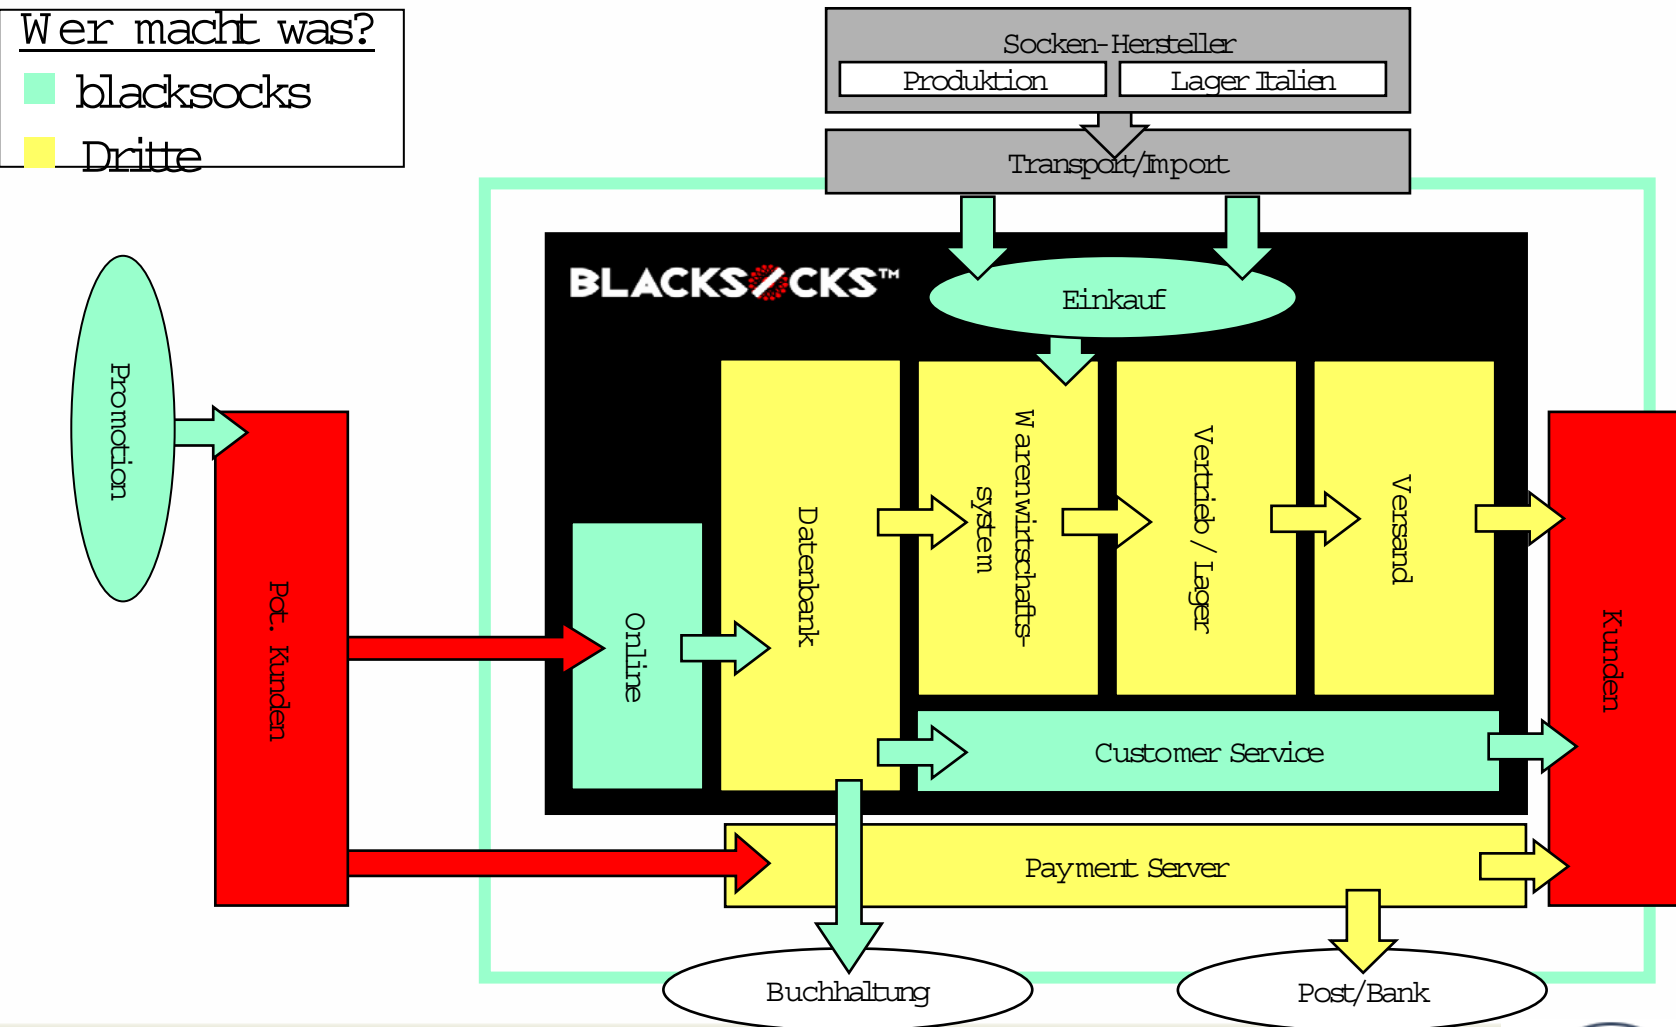 Wer macht was?
blacksocks
Dritte
Socken-Hersteller
Produktion
Lager Italien
Transport/Import
BLACKSOCKS™
Einkauf
Promotion
Pot. Kunden
Online
Datenbank
Warenwirtschafts-
system
Vertrieb / Lager
Versand
Kunden
Customer Service
Payment Server
Buchhaltung
Post/Bank